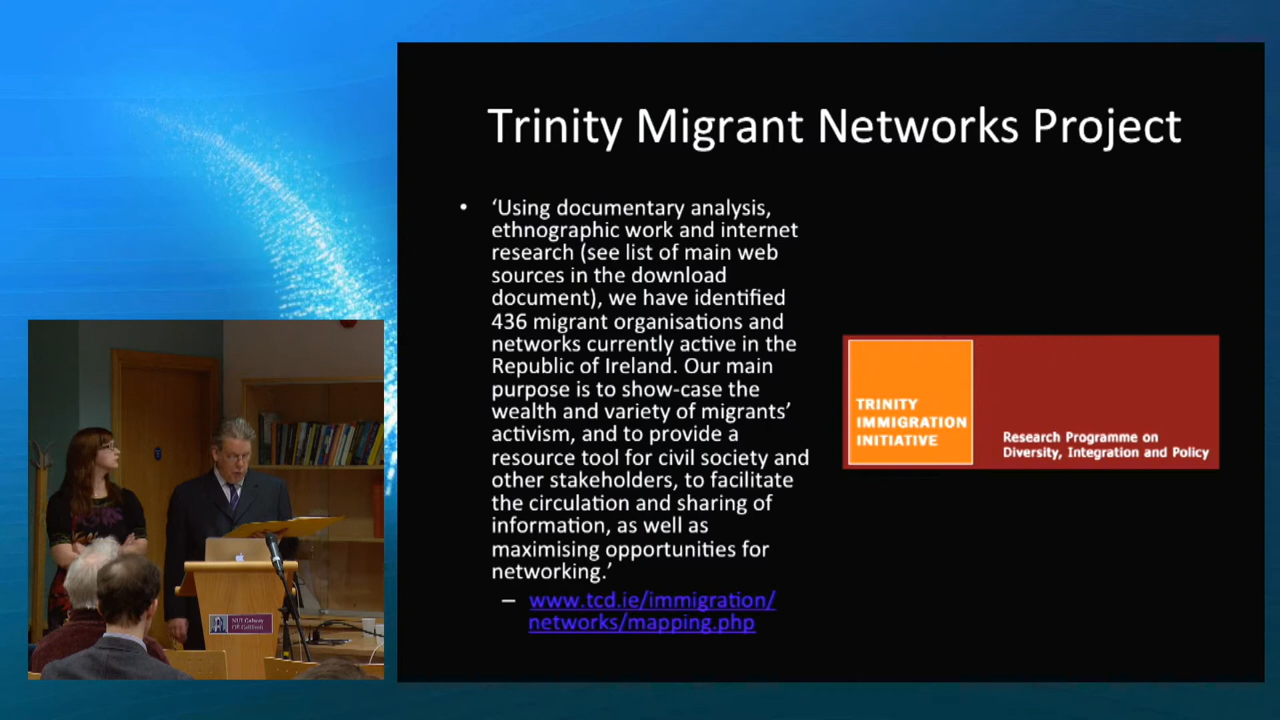 Trinity Migrant Networks Project
• ‘Using documentary analysis,
ethnographic work and internet
research (see list of main web
sources in the download
document), we have identified
436 migrant organisations and
networks currently active in the
Republic of Ireland. Our main
purpose is to show-case the
wealth and variety of migrants’
activism, and to provide a
resource tool for civil society and
other stakeholders, to facilitate
the circulation and sharing of
information, as well as
maximising opportunities for
networking.’
– www.tcd.ie/immigration/
networks/mapping.php
TRINITY
IMMIGRATION
INITIATIVE
Research Programme on
Diversity, Integration and Policy
NUI Galway
OÉ Gaillimh